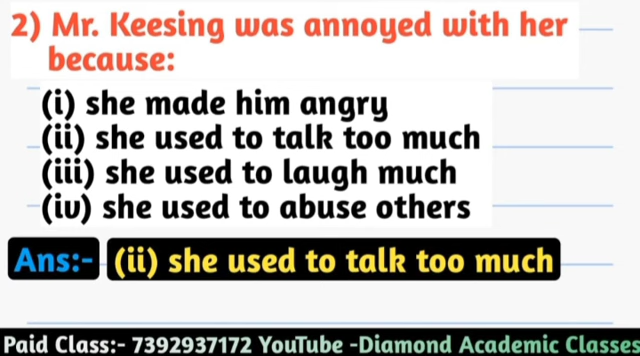 2) Mr. Keesing was annoyed with her
because:
(i) she made him angry
(ii) she used to talk too much
(iii) she used to laugh much
(iv) she used to abuse others
Ans:- (ii) she used to talk too much
Paid Class:- 7392937172 YouTube -Diamond Academic Classes